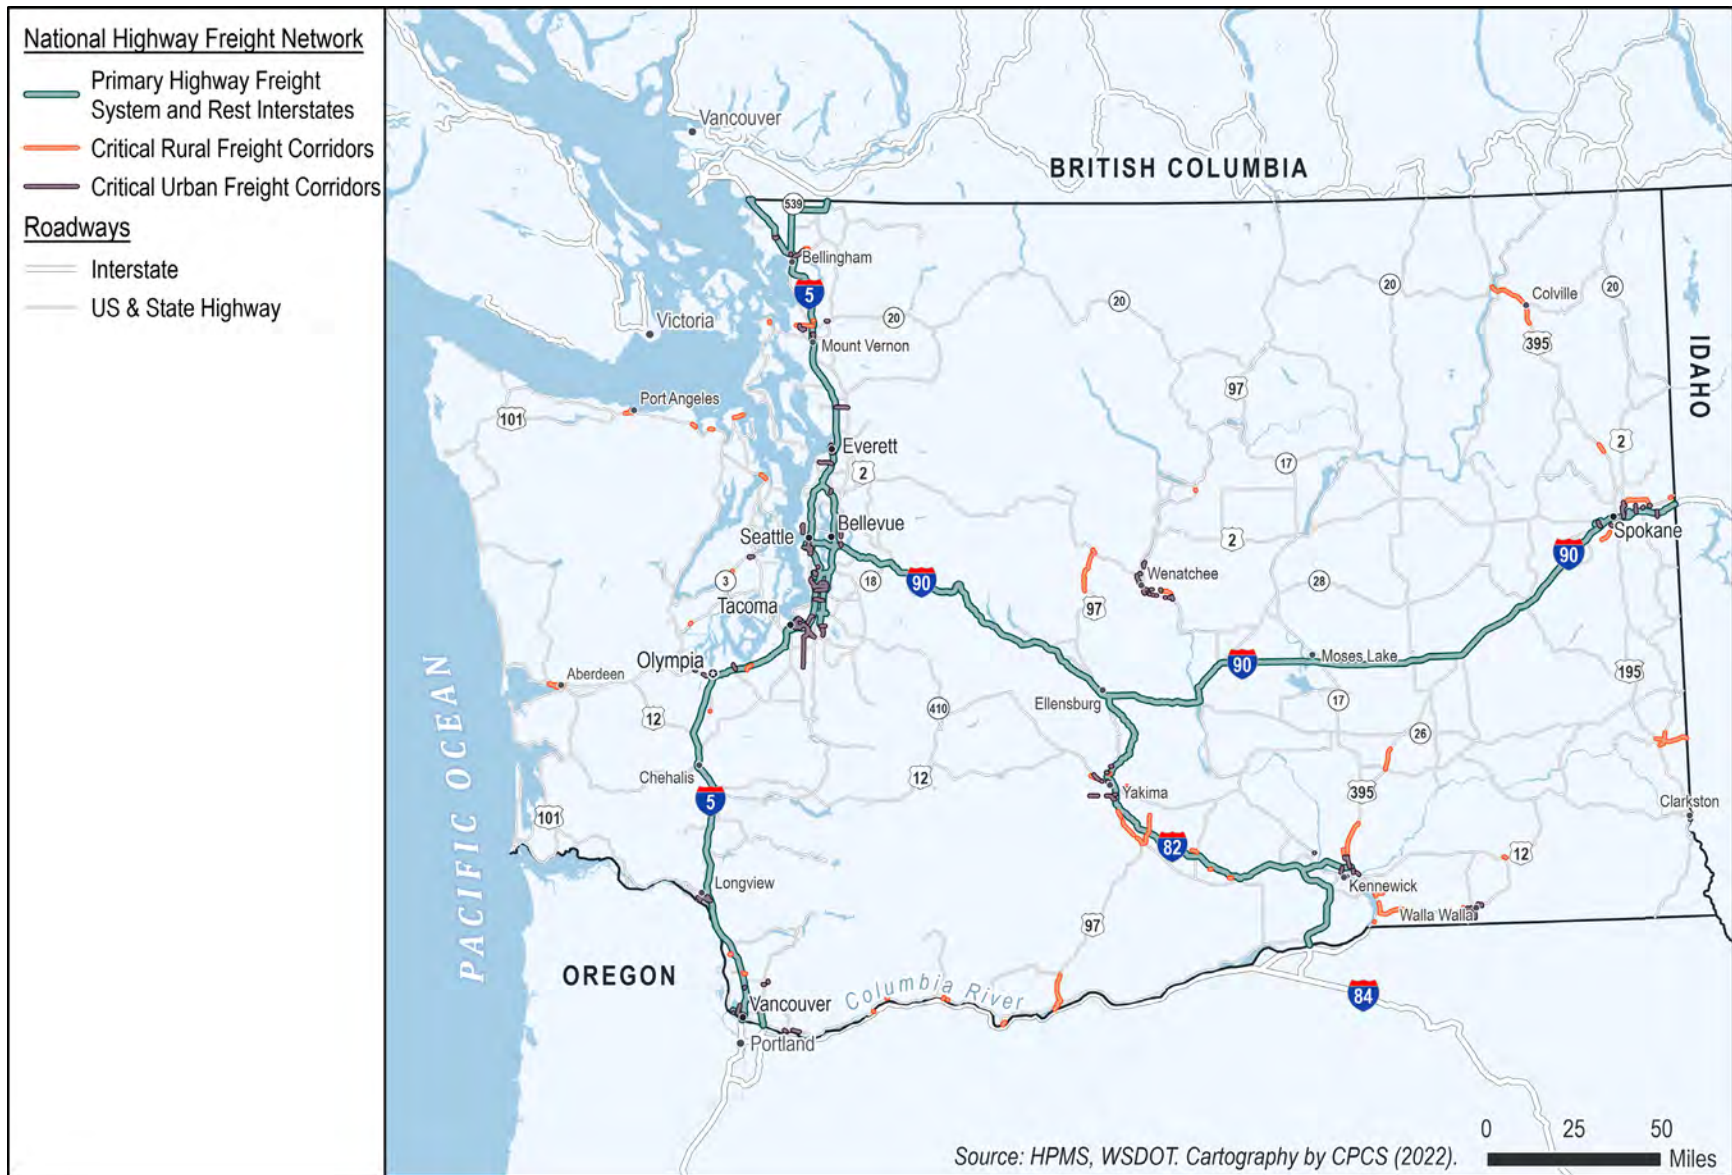 National Highway Freight Network
Primary Highway Freight
System and Rest Interstates
Critical Rural Freight Corridors
Critical Urban Freight Corridors
Roadways
Interstate
US & State Highway
Vancouver
BRITISH COLUMBIA
539
Bellingham
5
20
20
20
20
Colville
Victoria
Mount Vernon
395
IDAHO
97
Port Angeles
101
Everett
2
2
17
Bellevue
Seattle
2
Spokane
90
3
18
90
Wenatchee
28
Tacoma
97
Olympia
Moses Lake
90
195
Aberdeen
Ellensburg
410
17
12
26
PACIFIC OCEAN
Chehalis
12
Yakima
395
5
Clarkston
101
82
12
Longview
Kennewick
Walla Walla
97
OREGON
Columbia River
84
Vancouver
Portland
0 25 50
Miles
Source: HPMS, WSDOT. Cartography by CPCS (2022).